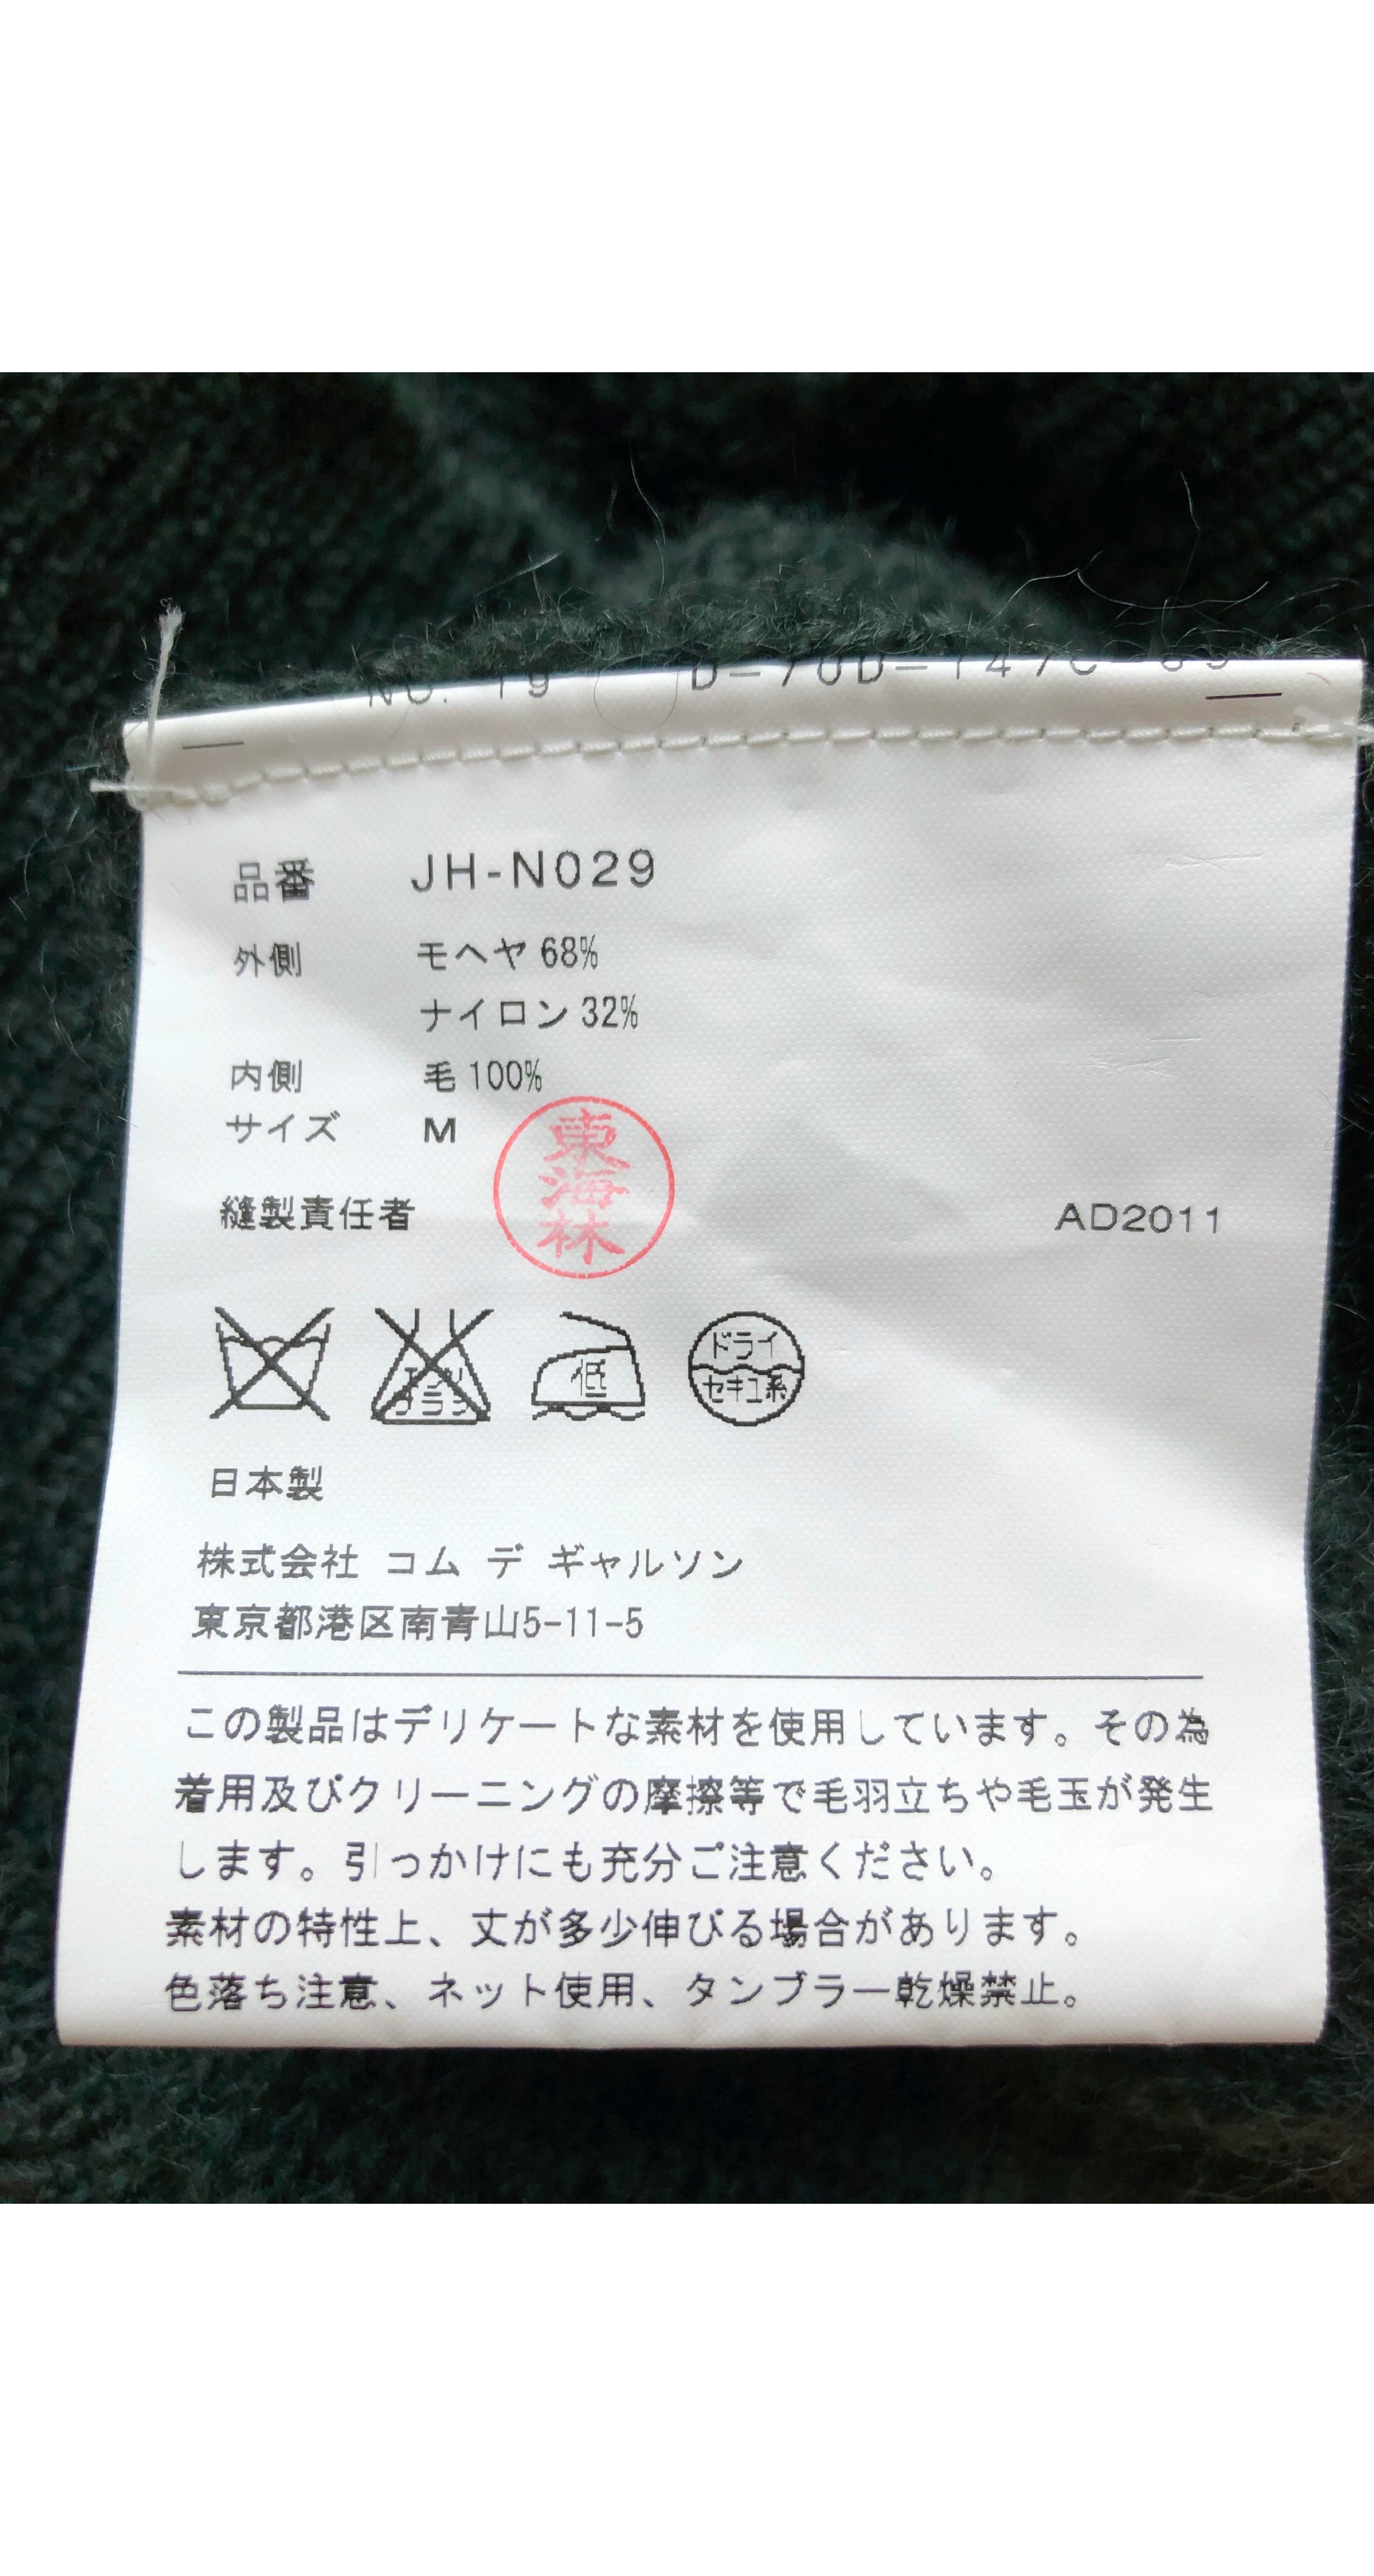 品番 JH-N029
外側 モヘヤ 68%
ナイロン 32%
内側 毛 100%
サイズ M
縫製責任者 東海林 AD2011
低 ドライ セキユ系
日本製
株式会社 コム デ ギャルソン
東京都港区南青山5-11-5
この製品はデリケートな素材を使用しています。その為
着用及びクリーニングの摩擦等で毛羽立ちや毛玉が発生
します。引っかけにも充分ご注意ください。
素材の特性上、丈が多少伸びる場合があります。
色落ち注意、ネット使用、タンブラー乾燥禁止。